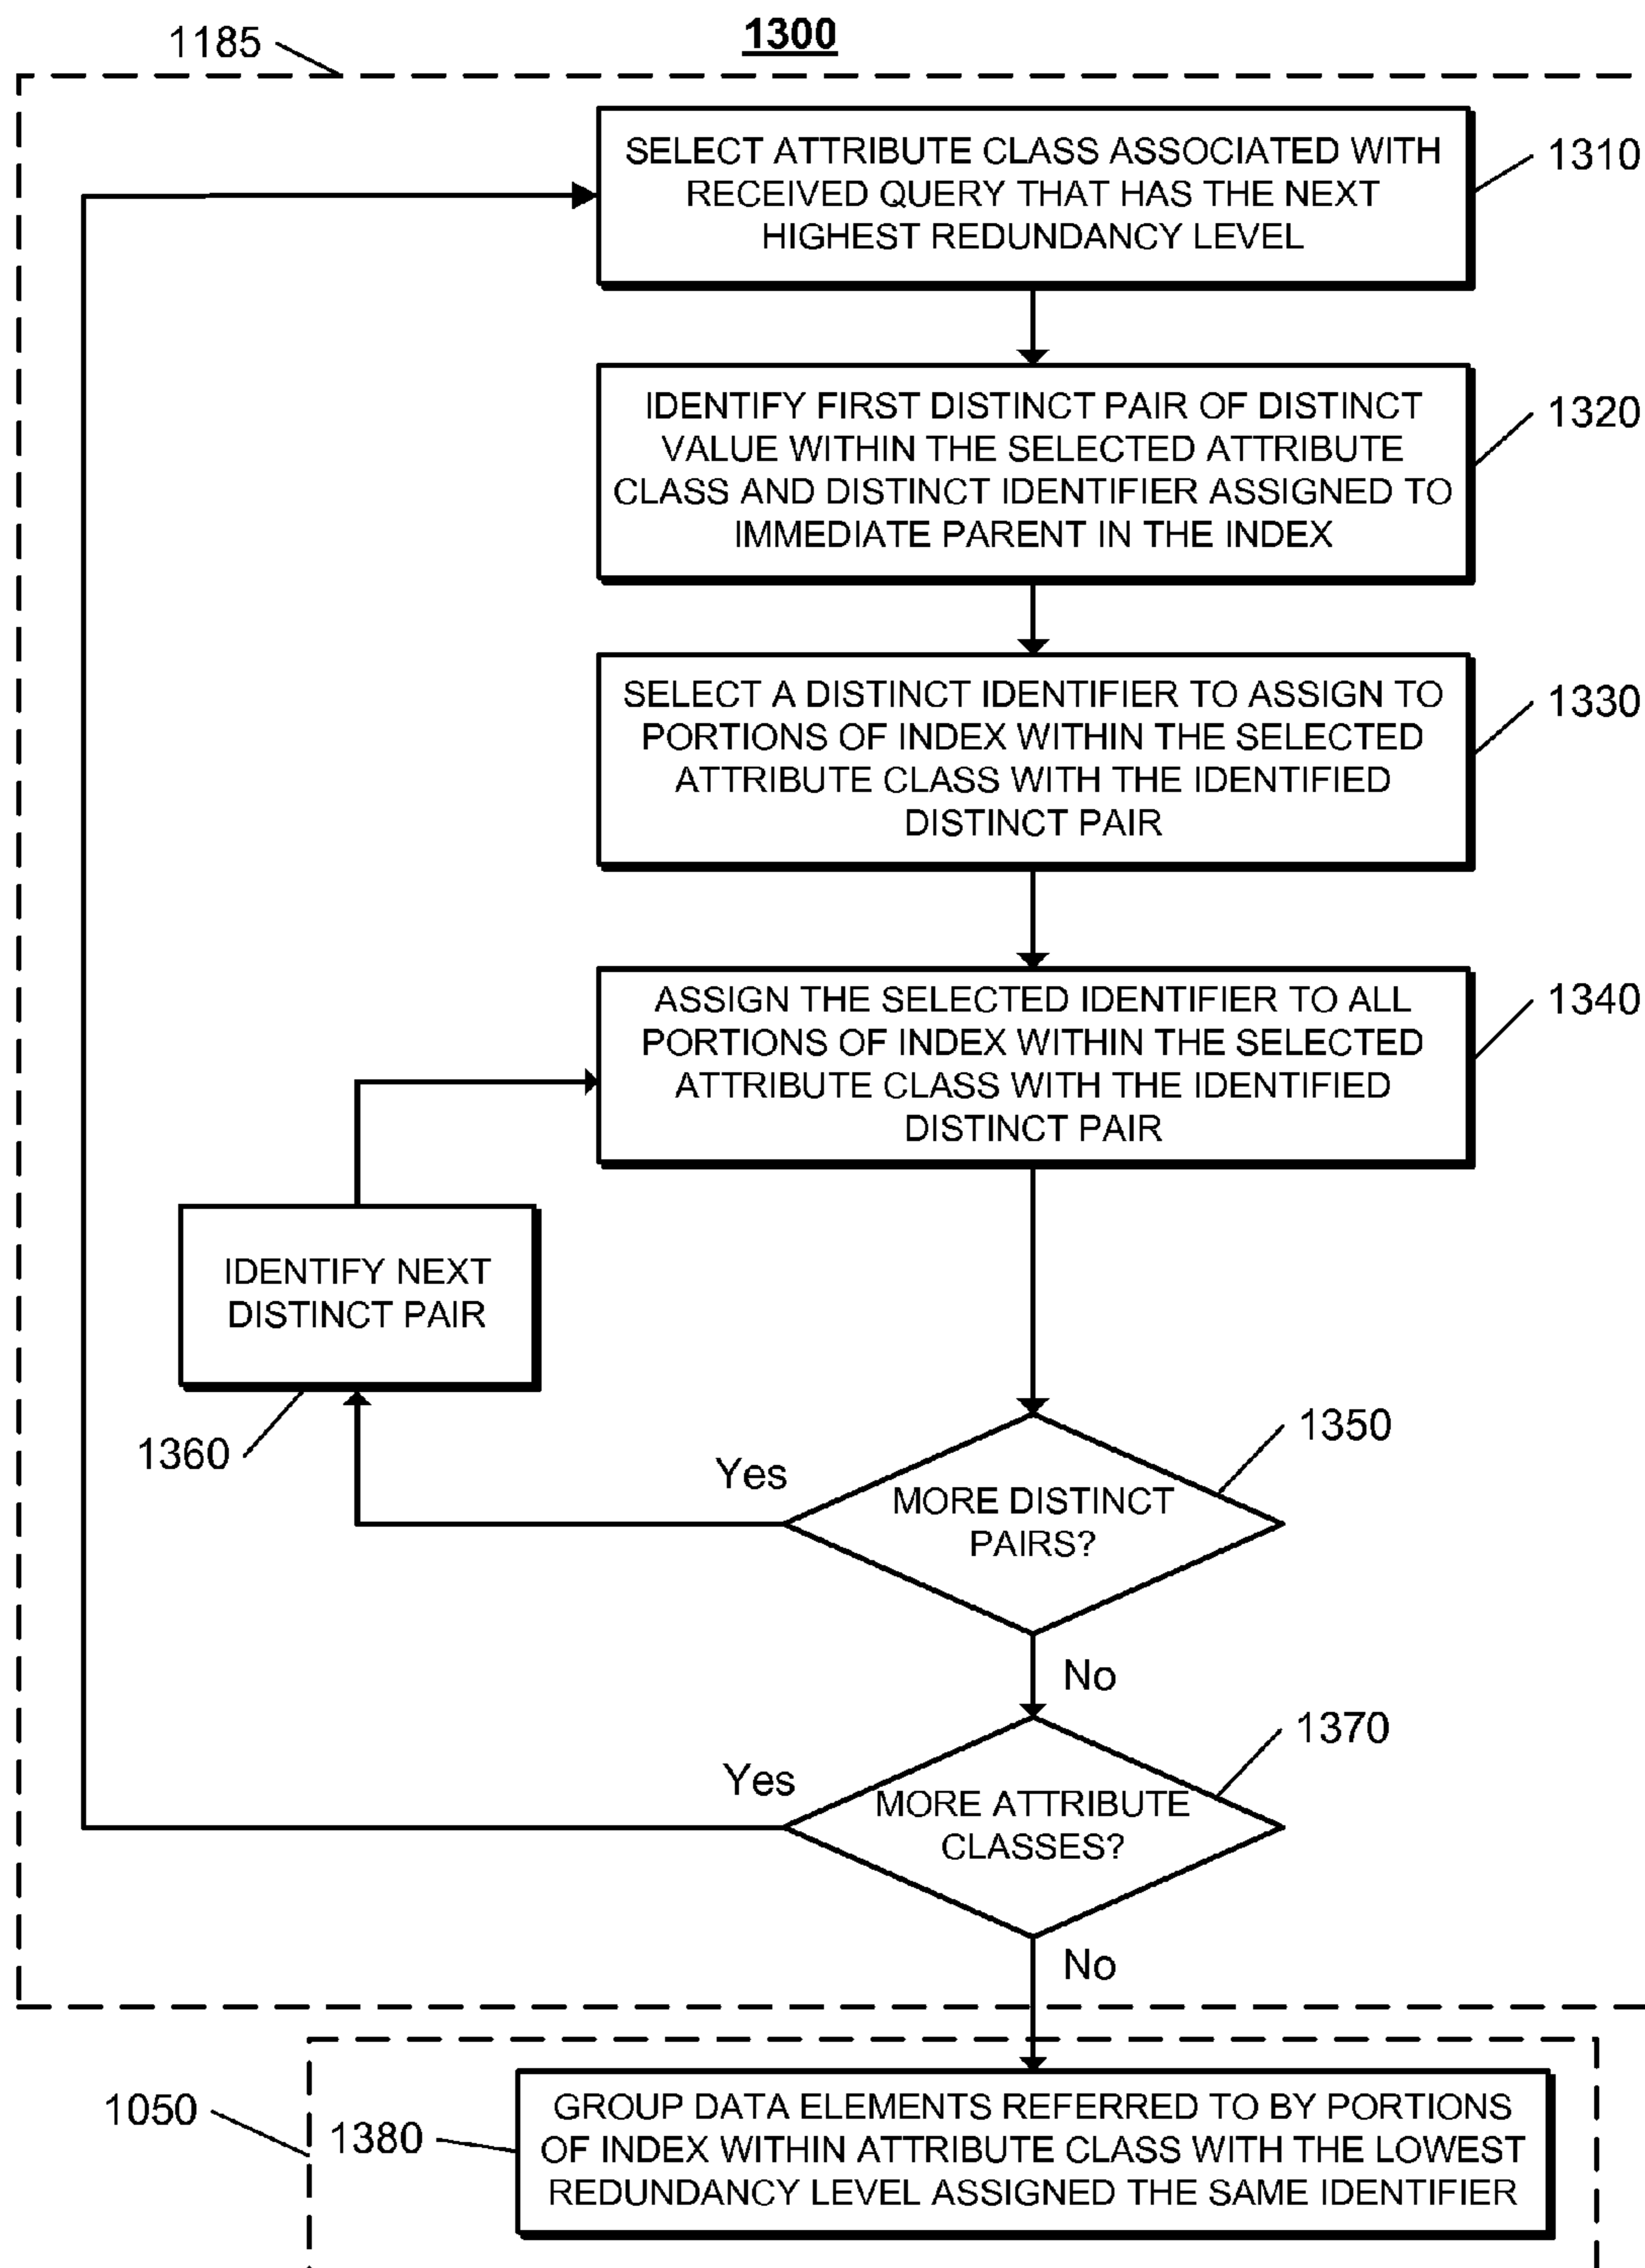 1300
1185
SELECT ATTRIBUTE CLASS ASSOCIATED WITH
RECEIVED QUERY THAT HAS THE NEXT
HIGHEST REDUNDANCY LEVEL
1310
IDENTIFY FIRST DISTINCT PAIR OF DISTINCT
VALUE WITHIN THE SELECTED ATTRIBUTE
CLASS AND DISTINCT IDENTIFIER ASSIGNED TO
IMMEDIATE PARENT IN THE INDEX
1320
SELECT A DISTINCT IDENTIFIER TO ASSIGN TO
PORTIONS OF INDEX WITHIN THE SELECTED
ATTRIBUTE CLASS WITH THE IDENTIFIED
DISTINCT PAIR
1330
ASSIGN THE SELECTED IDENTIFIER TO ALL
PORTIONS OF INDEX WITHIN THE SELECTED
ATTRIBUTE CLASS WITH THE IDENTIFIED
DISTINCT PAIR
1340
IDENTIFY NEXT
DISTINCT PAIR
1360
1350
Yes
MORE DISTINCT
PAIRS?
No
1370
Yes
MORE ATTRIBUTE
CLASSES?
No
1050
1380
GROUP DATA ELEMENTS REFERRED TO BY PORTIONS
OF INDEX WITHIN ATTRIBUTE CLASS WITH THE LOWEST
REDUNDANCY LEVEL ASSIGNED THE SAME IDENTIFIER